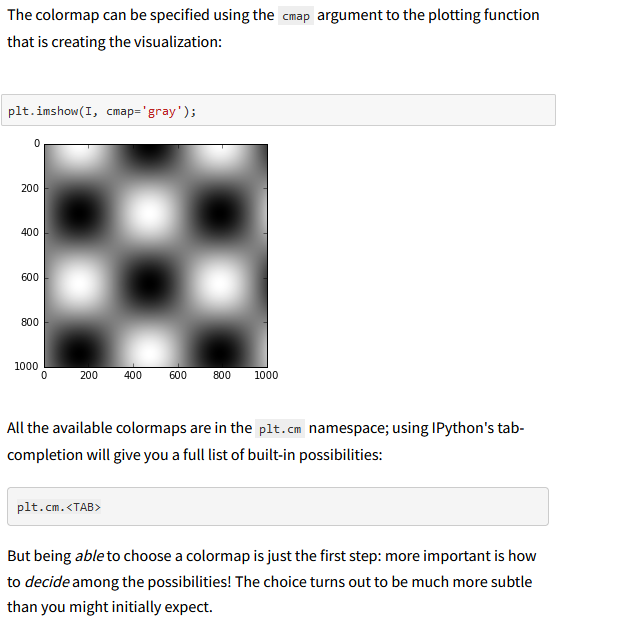 The colormap can be specified using the cmap argument to the plotting function
that is creating the visualization:
plt.imshow(I, cmap='gray');
0
200
400
600
800
1000
0 200 400 600 800 1000
All the available colormaps are in the plt.cm namespace; using IPython's tab-
completion will give you a full list of built-in possibilities:
plt.cm.<TAB>
But being able to choose a colormap is just the first step: more important is how
to decide among the possibilities! The choice turns out to be much more subtle
than you might initially expect.